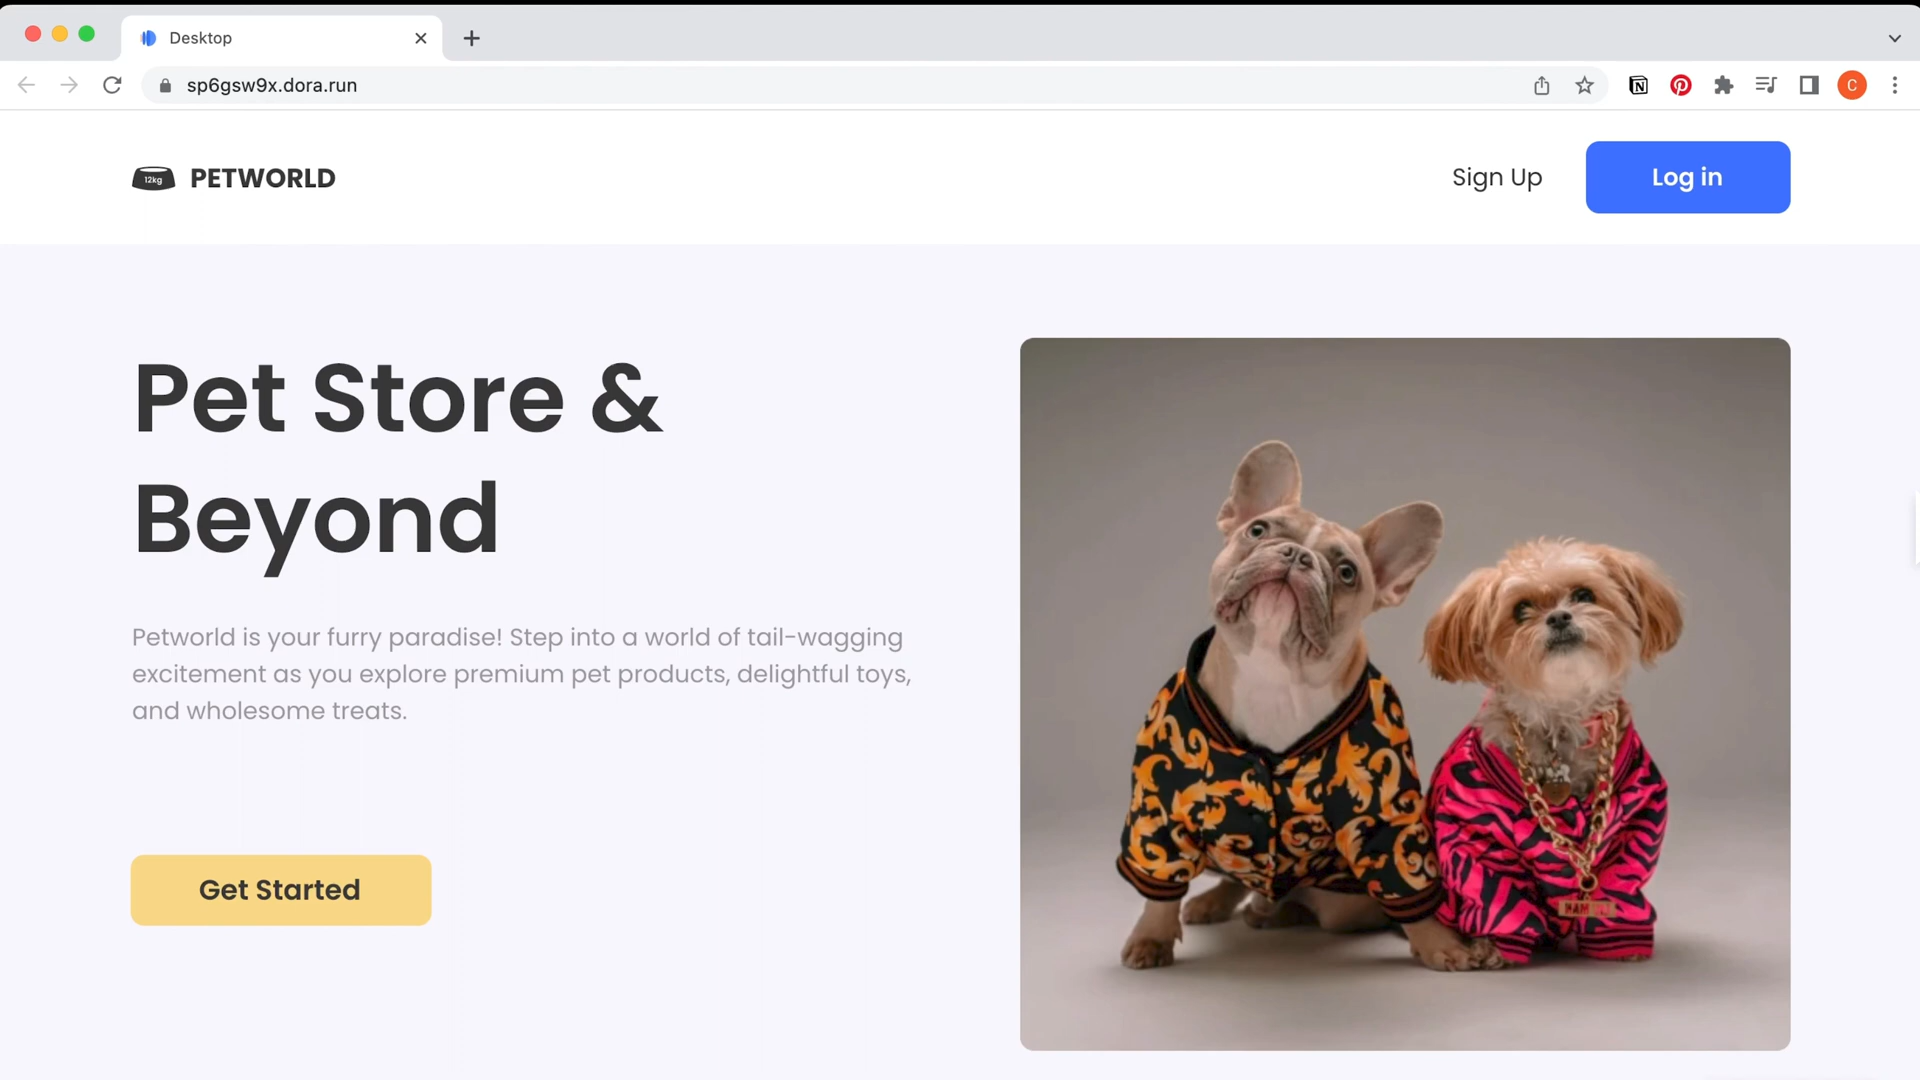 Desktop
sp6gsw9x.dora.run
C
12kg
PETWORLD
Sign Up
Log in
Pet Store &
Beyond
Petworld is your furry paradise! Step into a world of tail-wagging
excitement as you explore premium pet products, delightful toys,
and wholesome treats.
Get Started